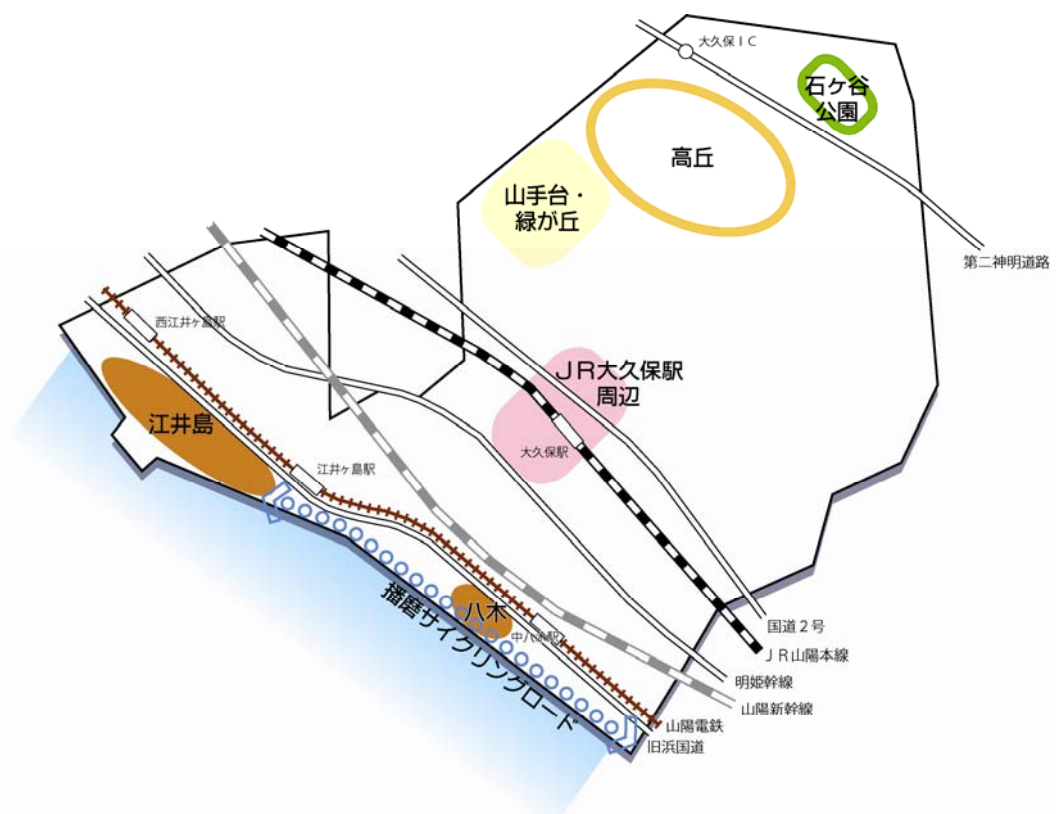 大久保ＩＣ
石ヶ谷
公園
高丘
山手台・
緑が丘
第二神明道路
西江井ヶ島駅
ＪＲ大久保駅
周辺
江井島
大久保駅
江井ヶ島駅
八木
中八木駅
播磨サイクリングロード
国道２号
ＪＲ山陽本線
明姫幹線
山陽新幹線
山陽電鉄
旧浜国道